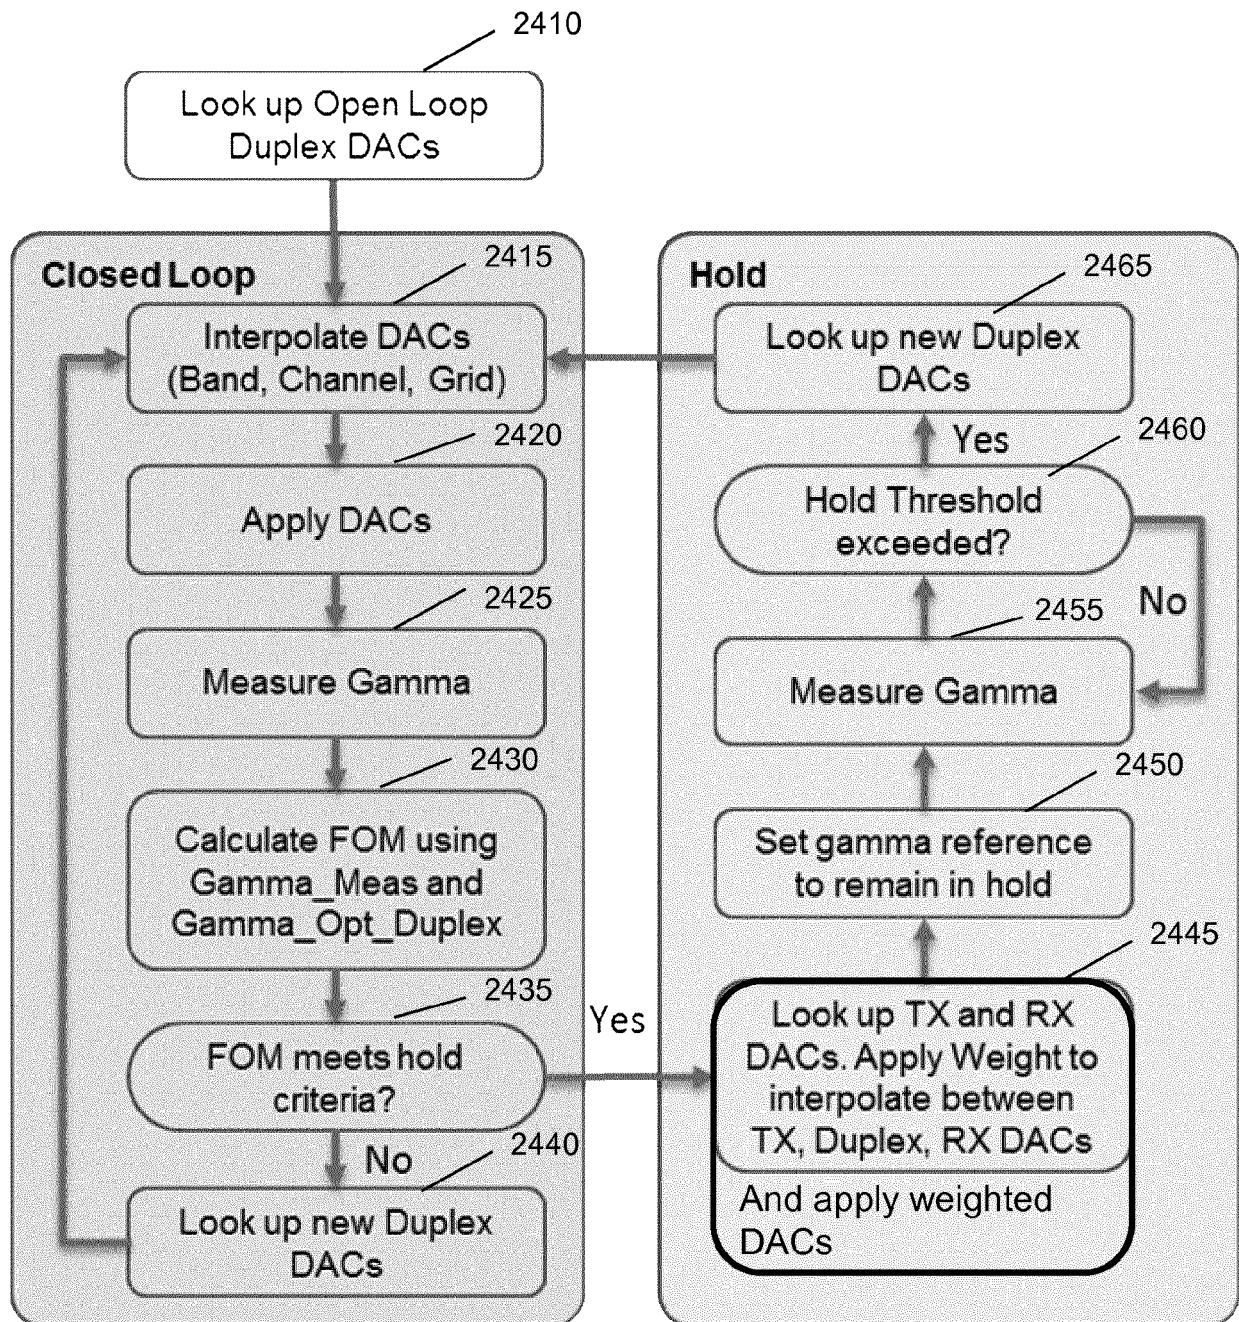 2410
Look up Open Loop
Duplex DACs
Closed Loop
2415
Interpolate DACs
(Band, Channel, Grid)
2420
Apply DACs
2425
Measure Gamma
2430
Calculate FOM using
Gamma_Meas and
Gamma_Opt_Duplex
2435
FOM meets hold
criteria?
Yes
No
2440
Look up new Duplex
DACs
Hold
2465
Look up new Duplex
DACs
Yes
2460
Hold Threshold
exceeded?
No
2455
Measure Gamma
2450
Set gamma reference
to remain in hold
2445
Look up TX and RX
DACs. Apply Weight to
interpolate between
TX, Duplex, RX DACs
And apply weighted
DACs